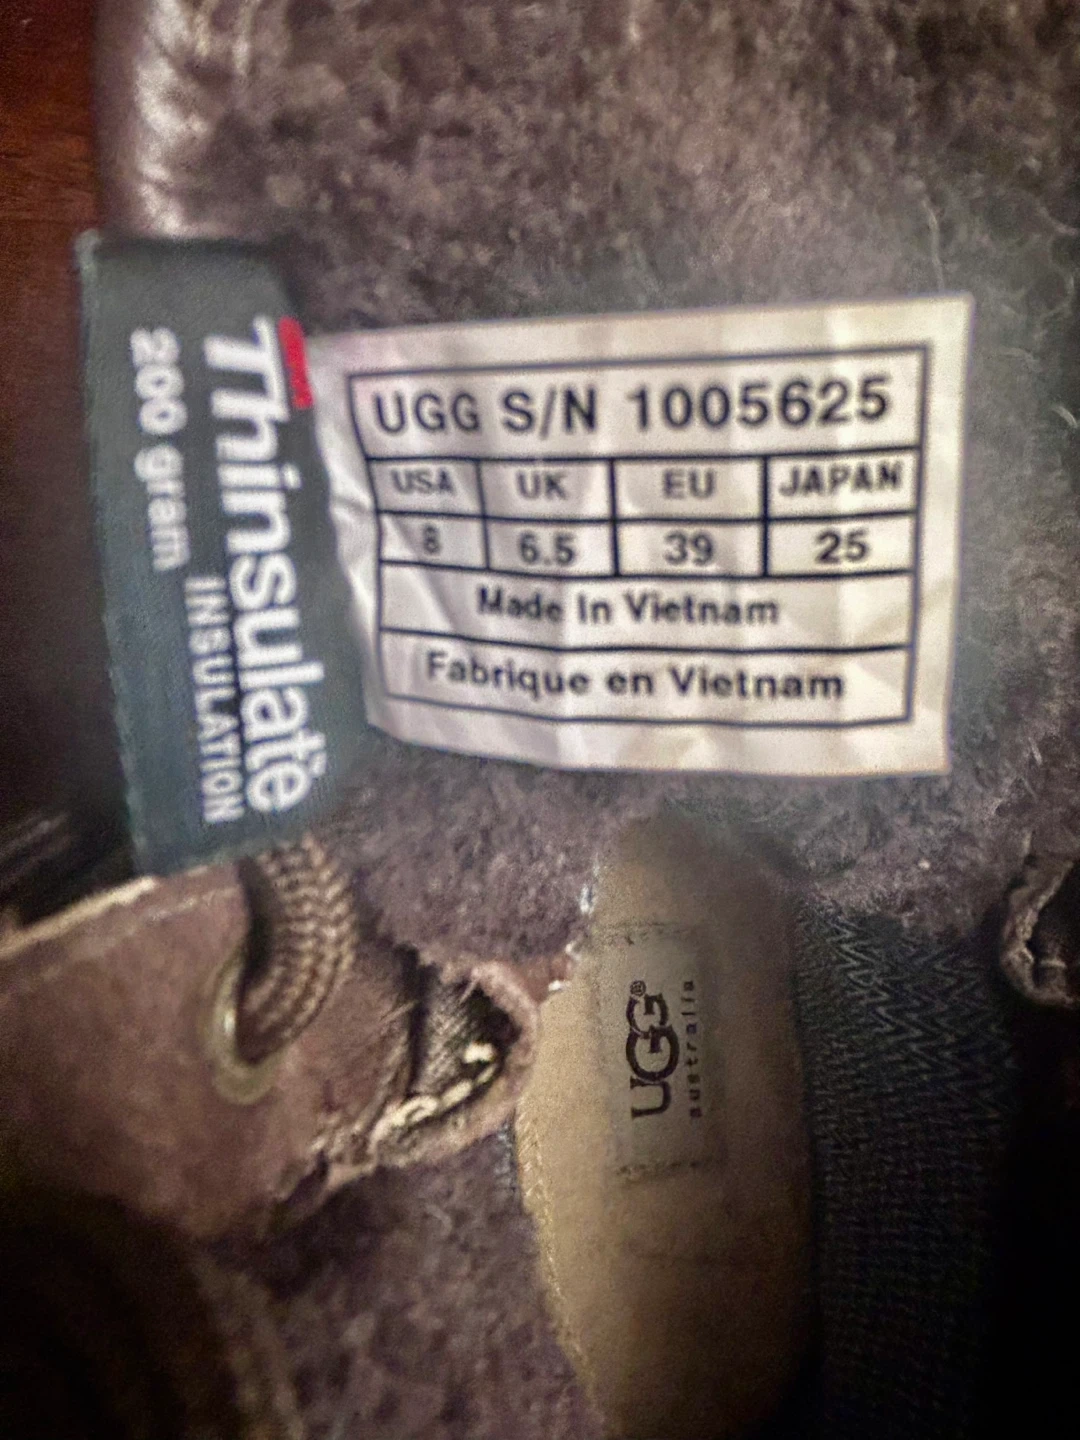 UGG S/N 1005625
USA UK EU JAPAN
8 6.5 39 25
Made In Vietnam
Fabrique en Vietnam
Thinsulate
INSULATION
200 gram
UGG®
australia